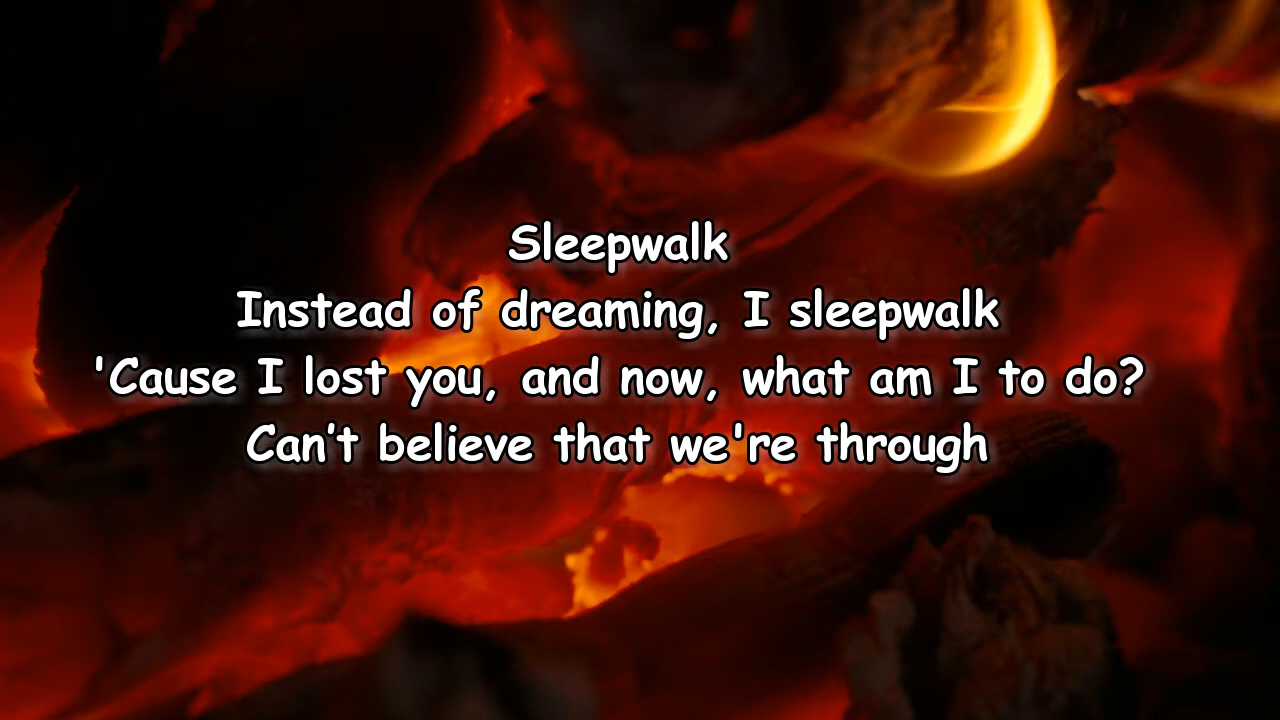 Sleepwalk
Instead of dreaming, I sleepwalk
'Cause I lost you, and now, what am I to do?
Can’t believe that we're through